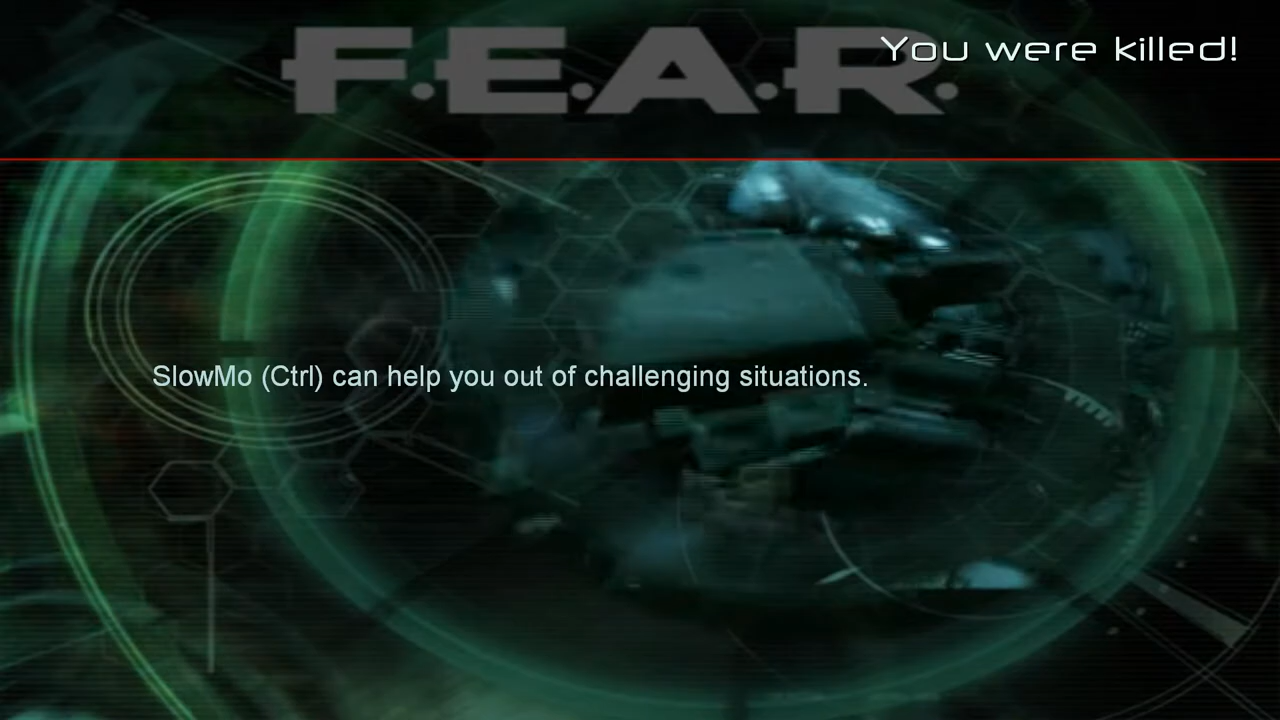 F.E.A.R.
You were killed!
SlowMo (Ctrl) can help you out of challenging situations.